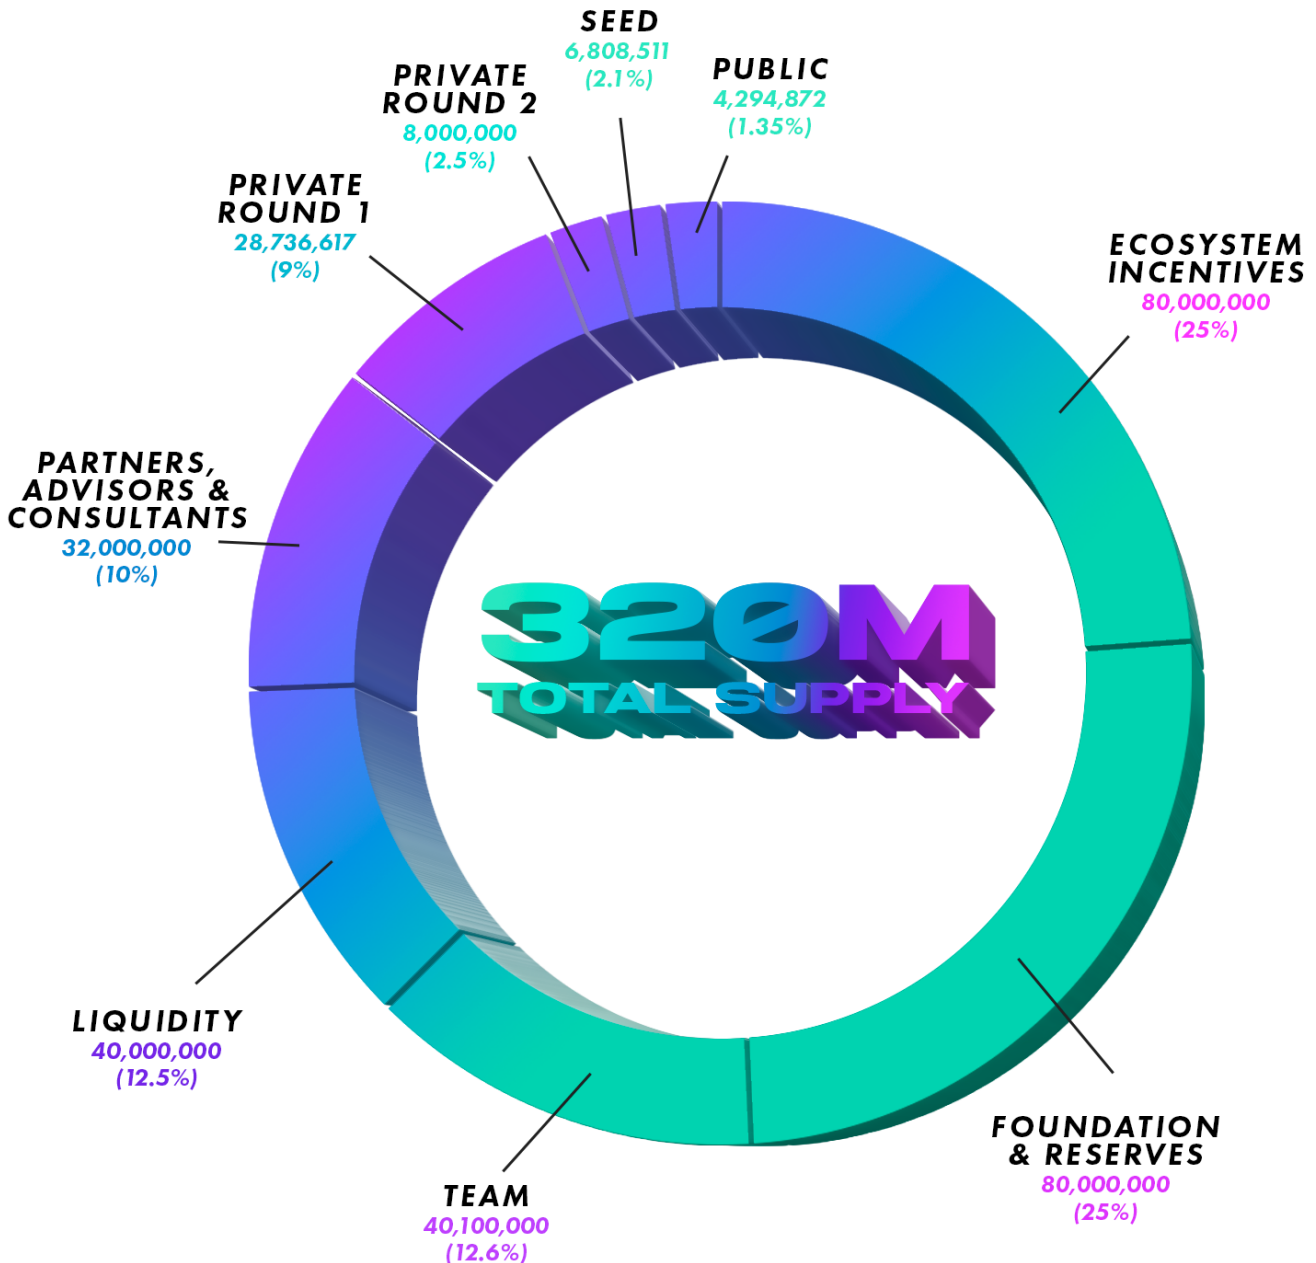 SEED
6,808,511
(2.1%)
PUBLIC
4,294,872
(1.35%)
PRIVATE
ROUND 2
8,000,000
(2.5%)
PRIVATE
ROUND 1
28,736,617
(9%)
ECOSYSTEM
INCENTIVES
80,000,000
(25%)
PARTNERS,
ADVISORS &
CONSULTANTS
32,000,000
(10%)
320M
TOTAL SUPPLY
LIQUIDITY
40,000,000
(12.5%)
FOUNDATION
& RESERVES
80,000,000
(25%)
TEAM
40,100,000
(12.6%)